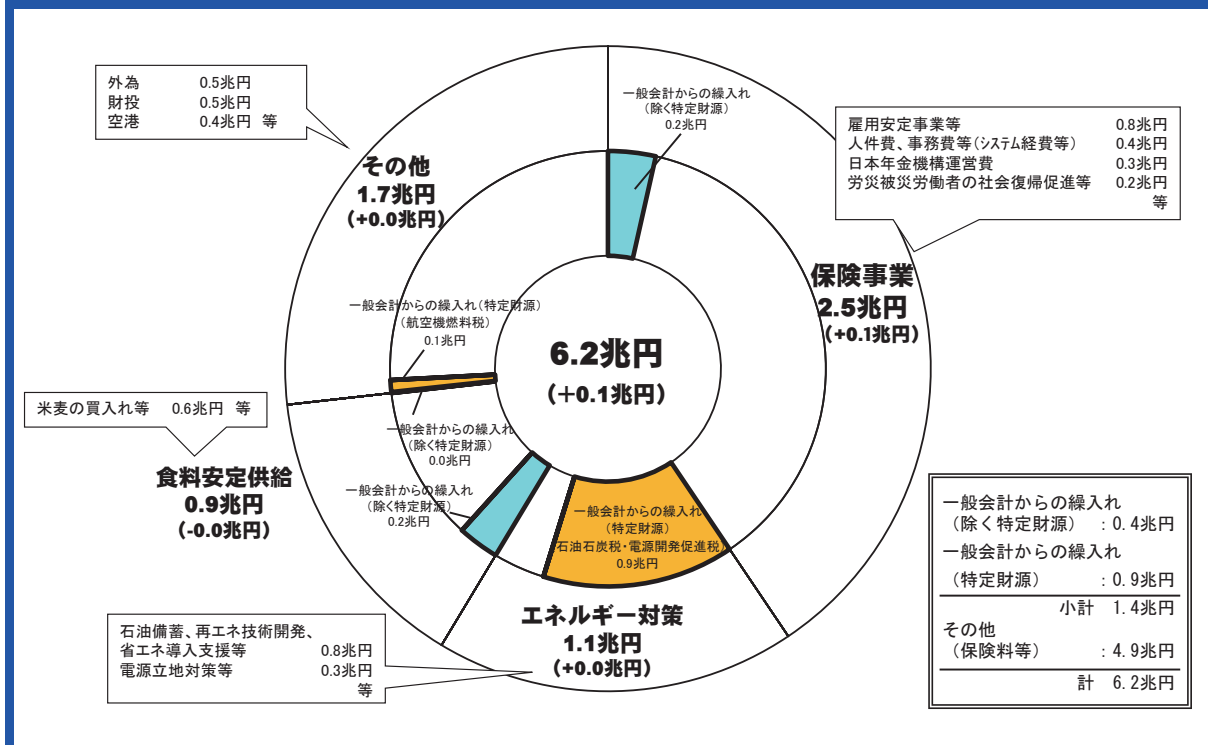 外為 0.5兆円
財投 0.5兆円
空港 0.4兆円 等
その他
1.7兆円
(+0.0兆円)
一般会計からの繰入れ
(除く特定財源)
0.2兆円
雇用安定事業等 0.8兆円
人件費、事務費等(システム経費等) 0.4兆円
日本年金機構運営費 0.3兆円
労災被災労働者の社会復帰促進等 0.2兆円
等
保険事業
2.5兆円
(+0.1兆円)
一般会計からの繰入れ(特定財源)
(航空機燃料税)
0.1兆円
6.2兆円
(+0.1兆円)
米麦の買入れ等 0.6兆円 等
食料安定供給
0.9兆円
(-0.0兆円)
一般会計からの繰入れ
(除く特定財源)
0.0兆円
一般会計からの繰入れ
(除く特定財源)
0.2兆円
一般会計からの繰入れ
(特定財源)
石油石炭税・電源開発促進税)
0.9兆円
エネルギー対策
1.1兆円
(+0.0兆円)
石油備蓄、再エネ技術開発、
省エネ導入支援等 0.8兆円
電源立地対策等 0.3兆円
等
一般会計からの繰入れ
(除く特定財源) :0.4兆円
一般会計からの繰入れ
(特定財源) :0.9兆円
小計 1.4兆円
その他
(保険料等) :4.9兆円
計 6.2兆円